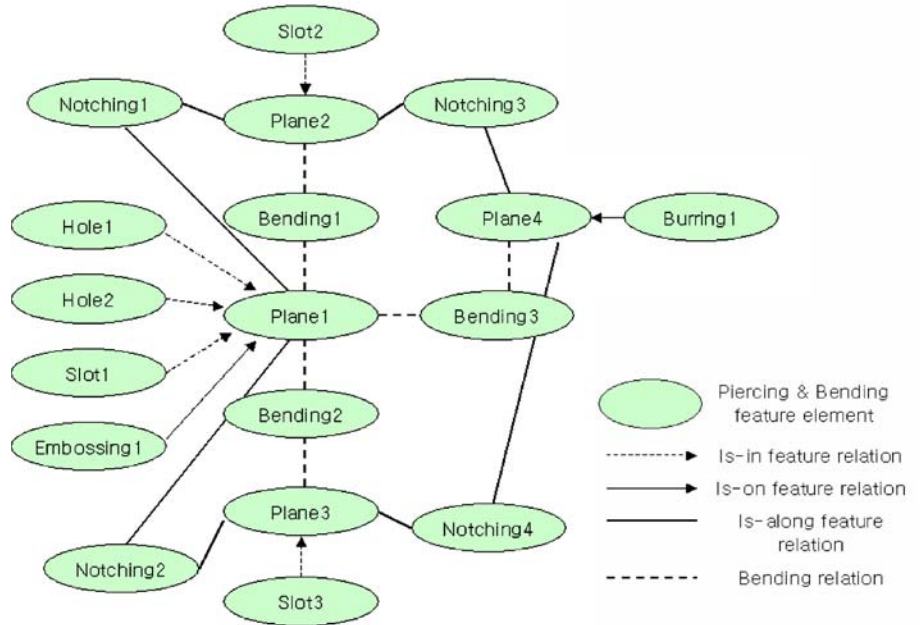 Slot2
Notching1
Notching3
Plane2
Hole1
Bending1
Plane4
Burring1
Hole2
Plane1
Bending3
Slot1
Bending2
Embossing1
Plane3
Notching4
Notching2
Slot3
Piercing & Bending
feature element
Is-in feature relation
Is-on feature relation
Is-along feature
relation
Bending relation